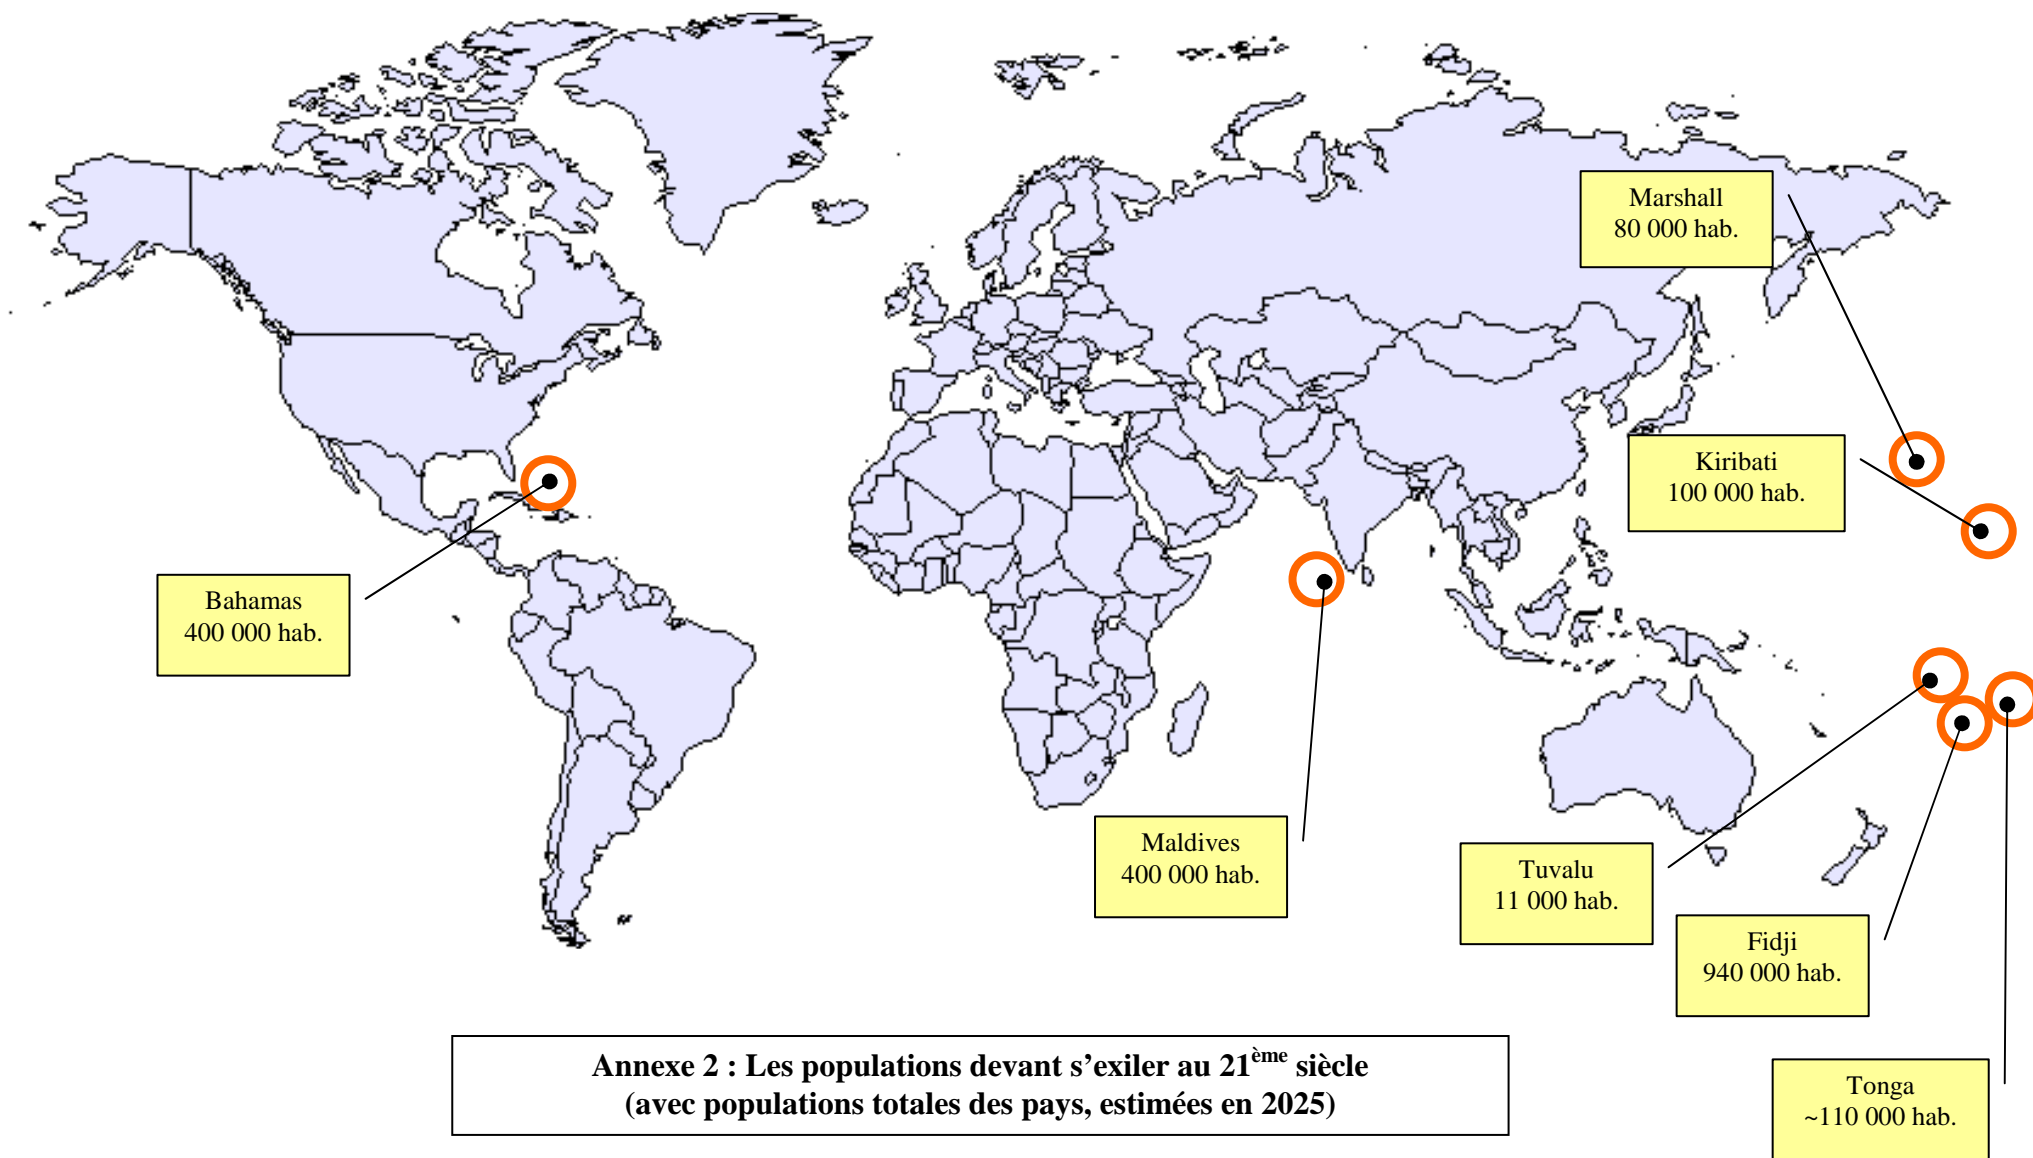 Marshall
80 000 hab.
Kiribati
100 000 hab.
Bahamas
400 000 hab.
Maldives
400 000 hab.
Tuvalu
11 000 hab.
Fidji
940 000 hab.
Tonga
~110 000 hab.
Annexe 2 : Les populations devant s’exiler au 21ème siècle
(avec populations totales des pays, estimées en 2025)